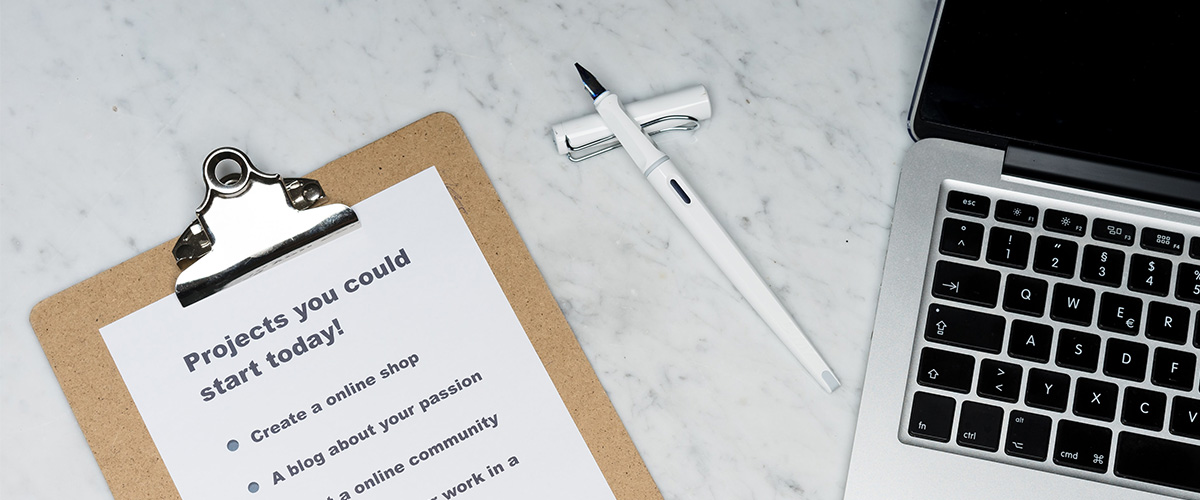 Projects you could
start today!
Create a online shop
A blog about your passion
a online community
work in a
esc F1 F2 F3 F4
^ ! 1 " 2 § 3 $ 4 % 5
Q W E € R
A S D F
> < Y X C V
fn ctrl alt cmd